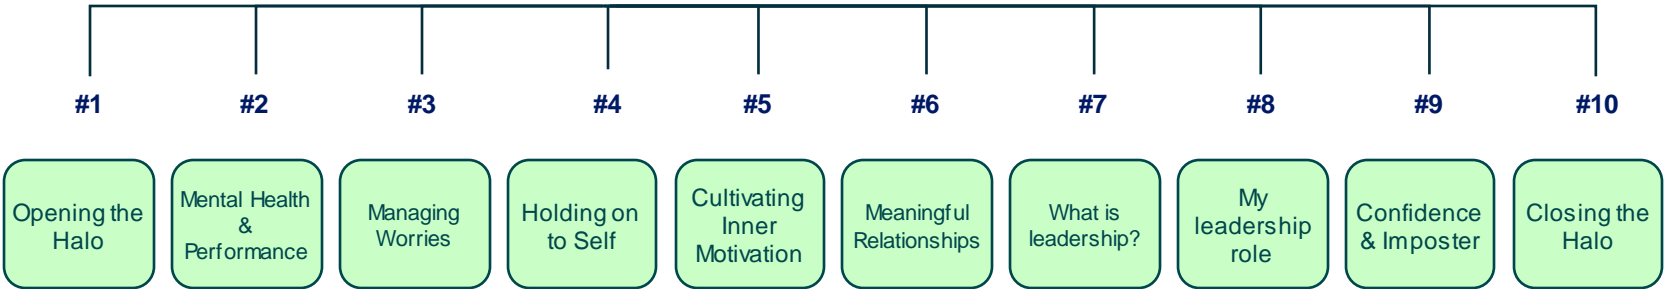 #1
#2
#3
#4
#5
#6
#7
#8
#9
#10
Opening the
Halo
Mental Health
&
Performance
Managing
Worries
Holding on
to Self
Cultivating
Inner
Motivation
Meaningful
Relationships
What is
leadership?
My
leadership
role
Confidence
& Imposter
Closing the
Halo